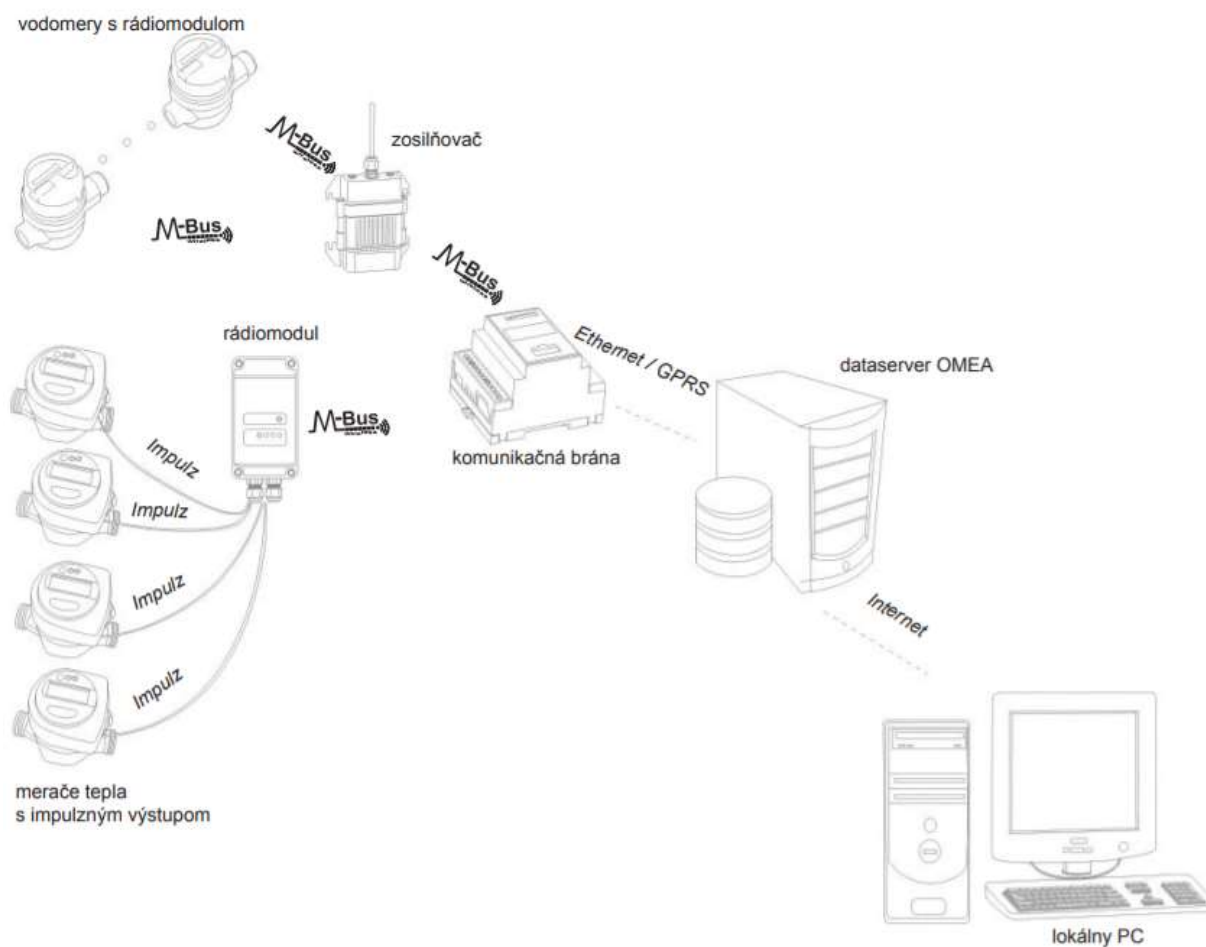 vodomery s rádiomodulom
M-Bus
zosilňovač
M-Bus
M-Bus
rádiomodul
Ethernet / GPRS
dataserver OMEA
M-Bus
Impulz
komunikačná brána
Impulz
Impulz
Internet
Impulz
merače tepla
s impulzným výstupom
lokálny PC